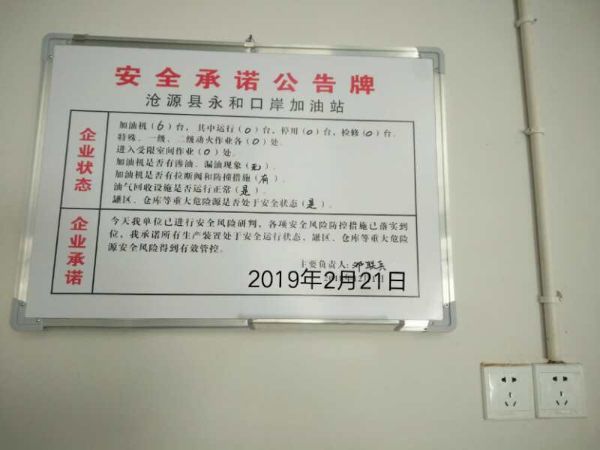 安全承诺公告牌
沧源县永和口岸加油站
企业状态
加油机（6）台，其中运行（0）台，停用（0）台，检修（0）台。
特殊、一级、二级动火作业各（0）处。
进入受限空间作业（0）处。
加油机是否有渗油、漏油现象（无）。
加油机是否有拉断阀和防撞措施（有）。
油气回收设施是否运行正常（是）。
罐区、仓库等重大危险源是否处于安全状态（是）。
企业承诺
今天我单位已进行安全风险研判，各项安全风险防控措施已落实到
位，我承诺所有生产装置处于安全运行状态，罐区、仓库等重大危险
源安全风险得到有效管控。
主要负责人：
2019年2月21日